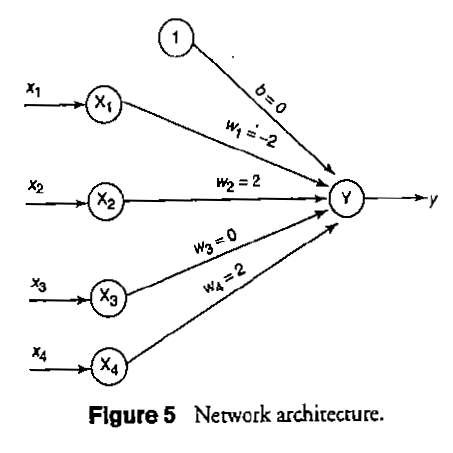 1
b=0
x1
X1
w1=-2
x2
X2
w2=2
Y
y
w3=0
x3
X3
w4=2
x4
X4
Figure 5 Network architecture.